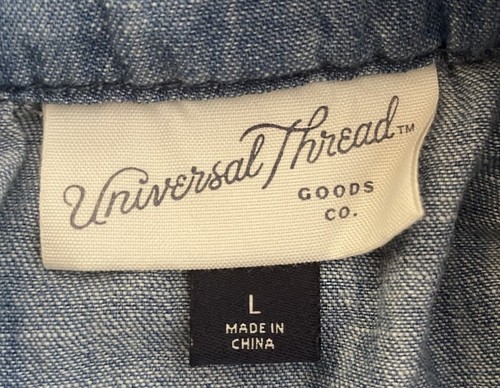 Universal Thread™
GOODS
CO.
L
MADE IN
CHINA